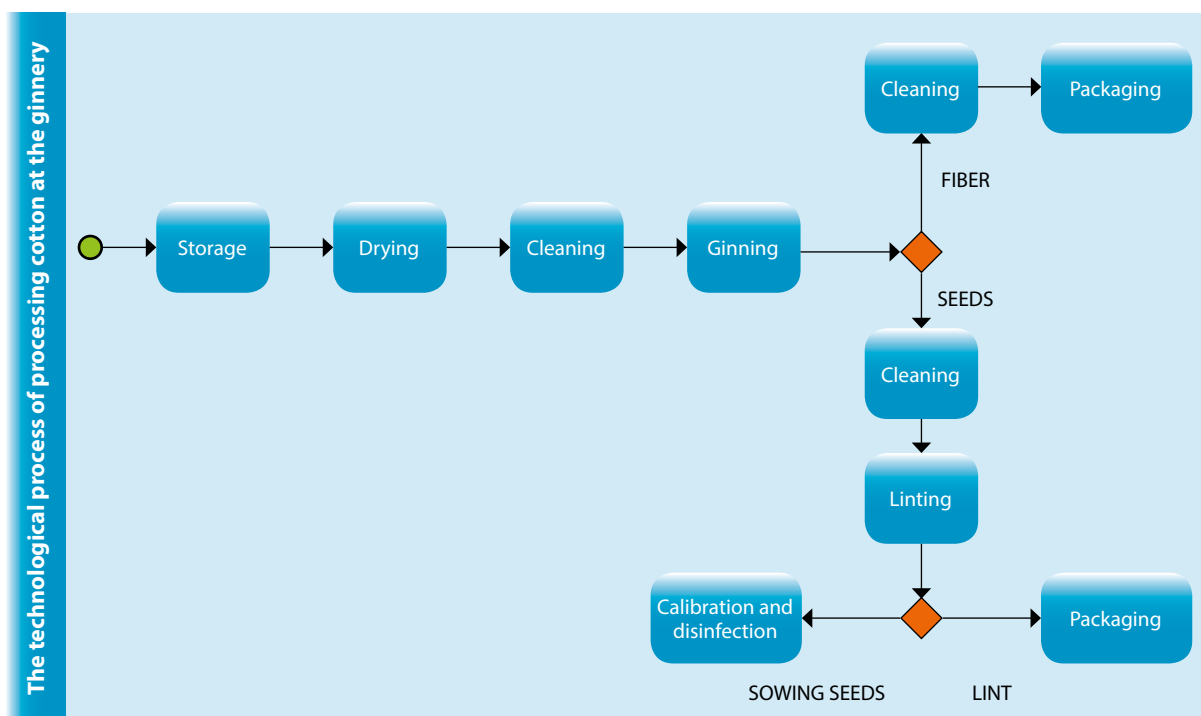 The technological process of processing cotton at the ginnery
Cleaning
Packaging
FIBER
Storage
Drying
Cleaning
Ginning
SEEDS
Cleaning
Linting
Calibration and
disinfection
Packaging
SOWING SEEDS
LINT